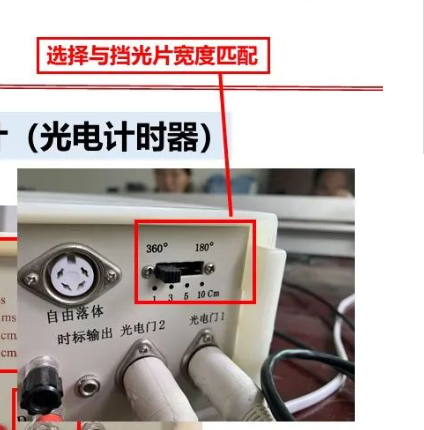 选择与挡光片宽度匹配
计（光电计时器）
360° 180°
1 3 5 10 Cm
自由落体
时标输出 光电门2 光电门1
s
ms
cm
cm